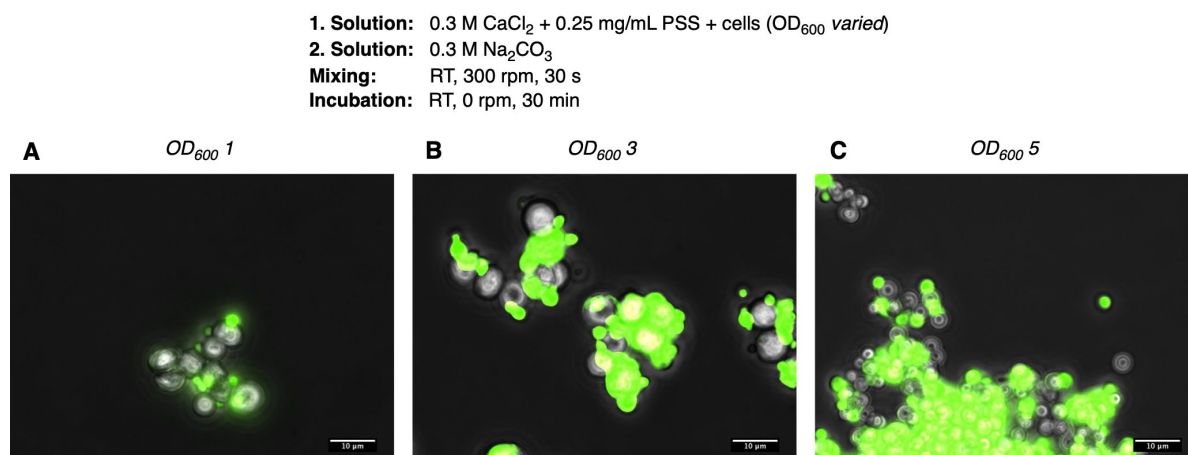 1. Solution: 0.3 M CaCl₂ + 0.25 mg/mL PSS + cells (OD₆₀₀ varied)
2. Solution: 0.3 M Na₂CO₃
Mixing: RT, 300 rpm, 30 s
Incubation: RT, 0 rpm, 30 min
A OD₆₀₀ 1
B OD₆₀₀ 3
C OD₆₀₀ 5
10 µm
10 µm
10 µm